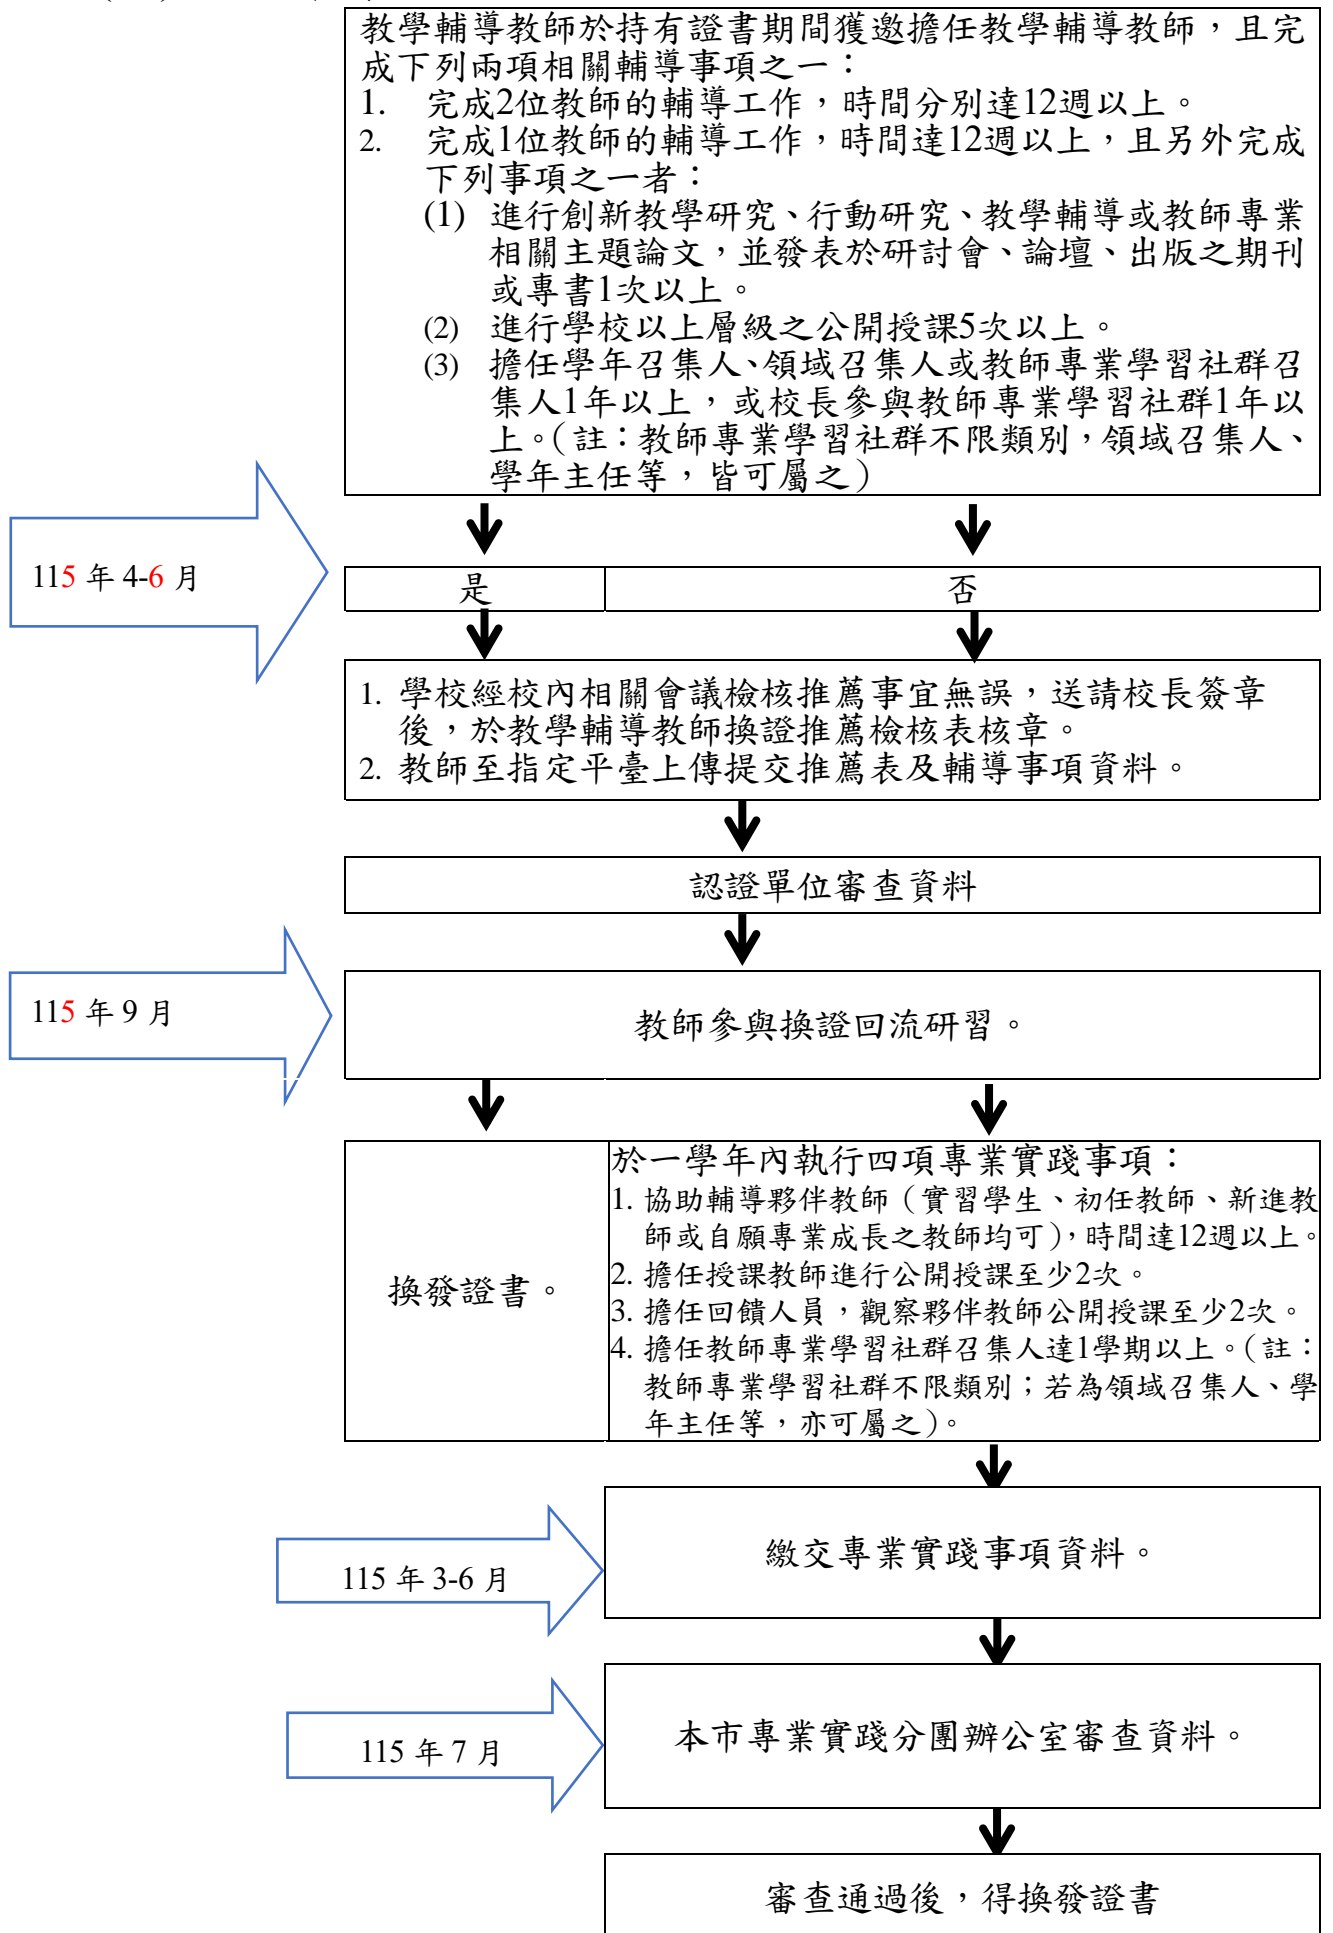 教學輔導教師於持有證書期間獲邀擔任教學輔導教師，且完
成下列兩項相關輔導事項之一：
1. 完成2位教師的輔導工作，時間分別達12週以上。
2. 完成1位教師的輔導工作，時間達12週以上，且另外完成
下列事項之一者：
(1) 進行創新教學研究、行動研究、教學輔導或教師專業
相關主題論文，並發表於研討會、論壇、出版之期刊
或專書1次以上。
(2) 進行學校以上層級之公開授課5次以上。
(3) 擔任學年召集人、領域召集人或教師專業學習社群召
集人1年以上，或校長參與教師專業學習社群1年以
上。（註：教師專業學習社群不限類別，領域召集人、
學年主任等，皆可屬之）
115 年 4-6 月
是
否
1. 學校經校內相關會議檢核推薦事宜無誤，送請校長簽章
後，於教學輔導教師換證推薦檢核表核章。
2. 教師至指定平臺上傳提交推薦表及輔導事項資料。
認證單位審查資料
115 年 9 月
教師參與換證回流研習。
換發證書。
於一學年內執行四項專業實踐事項：
1. 協助輔導夥伴教師（實習學生、初任教師、新進教
師或自願專業成長之教師均可），時間達12週以上。
2. 擔任授課教師進行公開授課至少2次。
3. 擔任回饋人員，觀察夥伴教師公開授課至少2次。
4. 擔任教師專業學習社群召集人達1學期以上。（註：
教師專業學習社群不限類別；若為領域召集人、學
年主任等，亦可屬之）。
115 年 3-6 月
繳交專業實踐事項資料。
115 年 7 月
本市專業實踐分團辦公室審查資料。
審查通過後，得換發證書